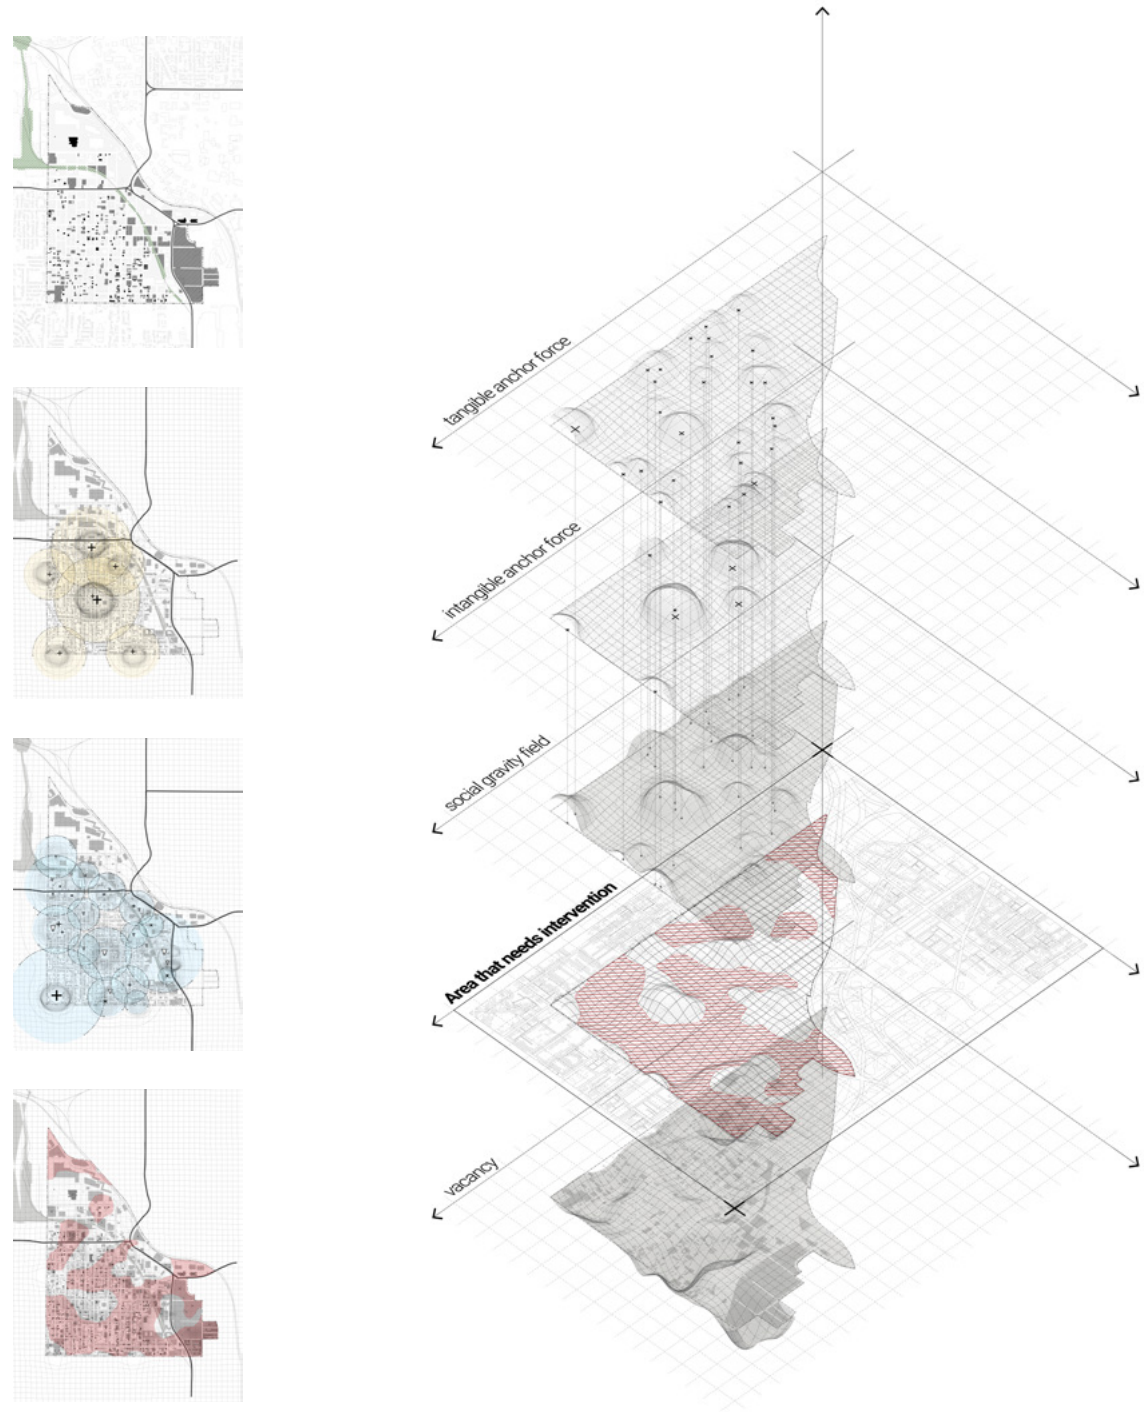 tangible anchor force
intangible anchor force
social gravity field
Area that needs intervention
vacancy